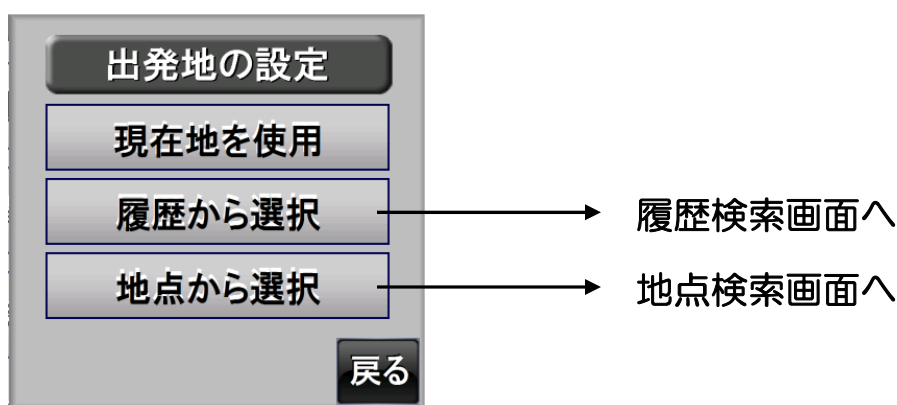 出発地の設定
現在地を使用
履歴から選択
履歴検索画面へ
地点から選択
地点検索画面へ
戻る